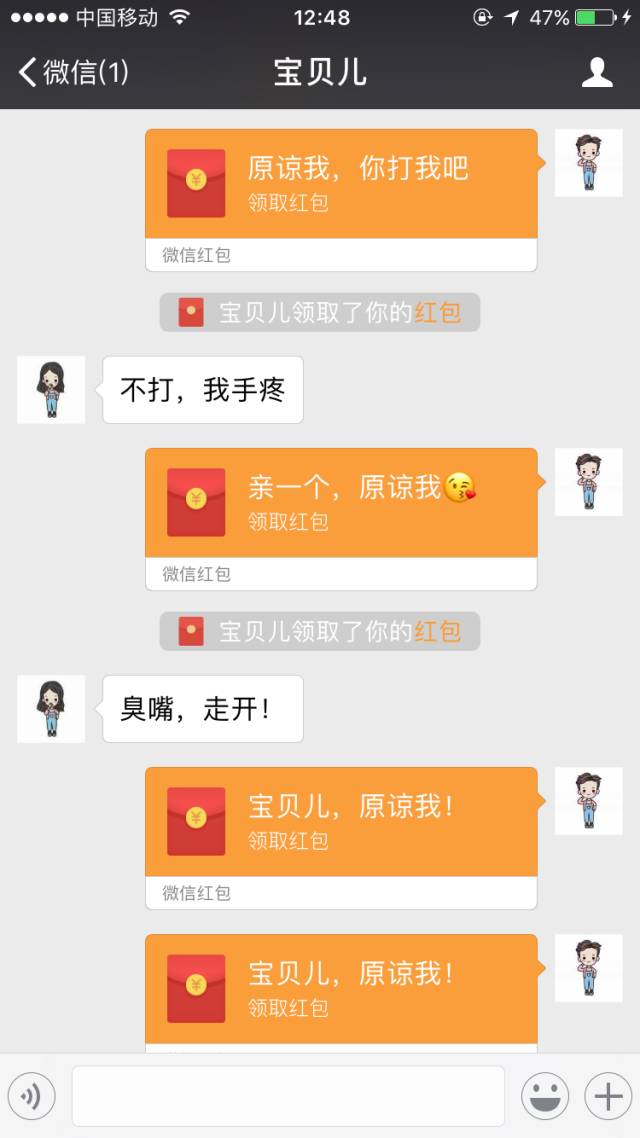 中国移动
12:48
47%
微信(1)
宝贝儿
原谅我，你打我吧
领取红包
微信红包
宝贝儿领取了你的红包
不打，我手疼
亲一个，原谅我😘
领取红包
微信红包
宝贝儿领取了你的红包
臭嘴，走开！
宝贝儿，原谅我！
领取红包
微信红包
宝贝儿，原谅我！
领取红包